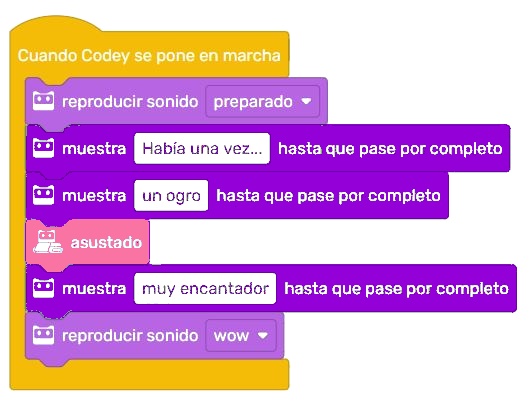 Cuando Codey se pone en marcha
reproducir sonido preparado
muestra Había una vez... hasta que pase por completo
muestra un ogro hasta que pase por completo
asustado
muestra muy encantador hasta que pase por completo
reproducir sonido wow